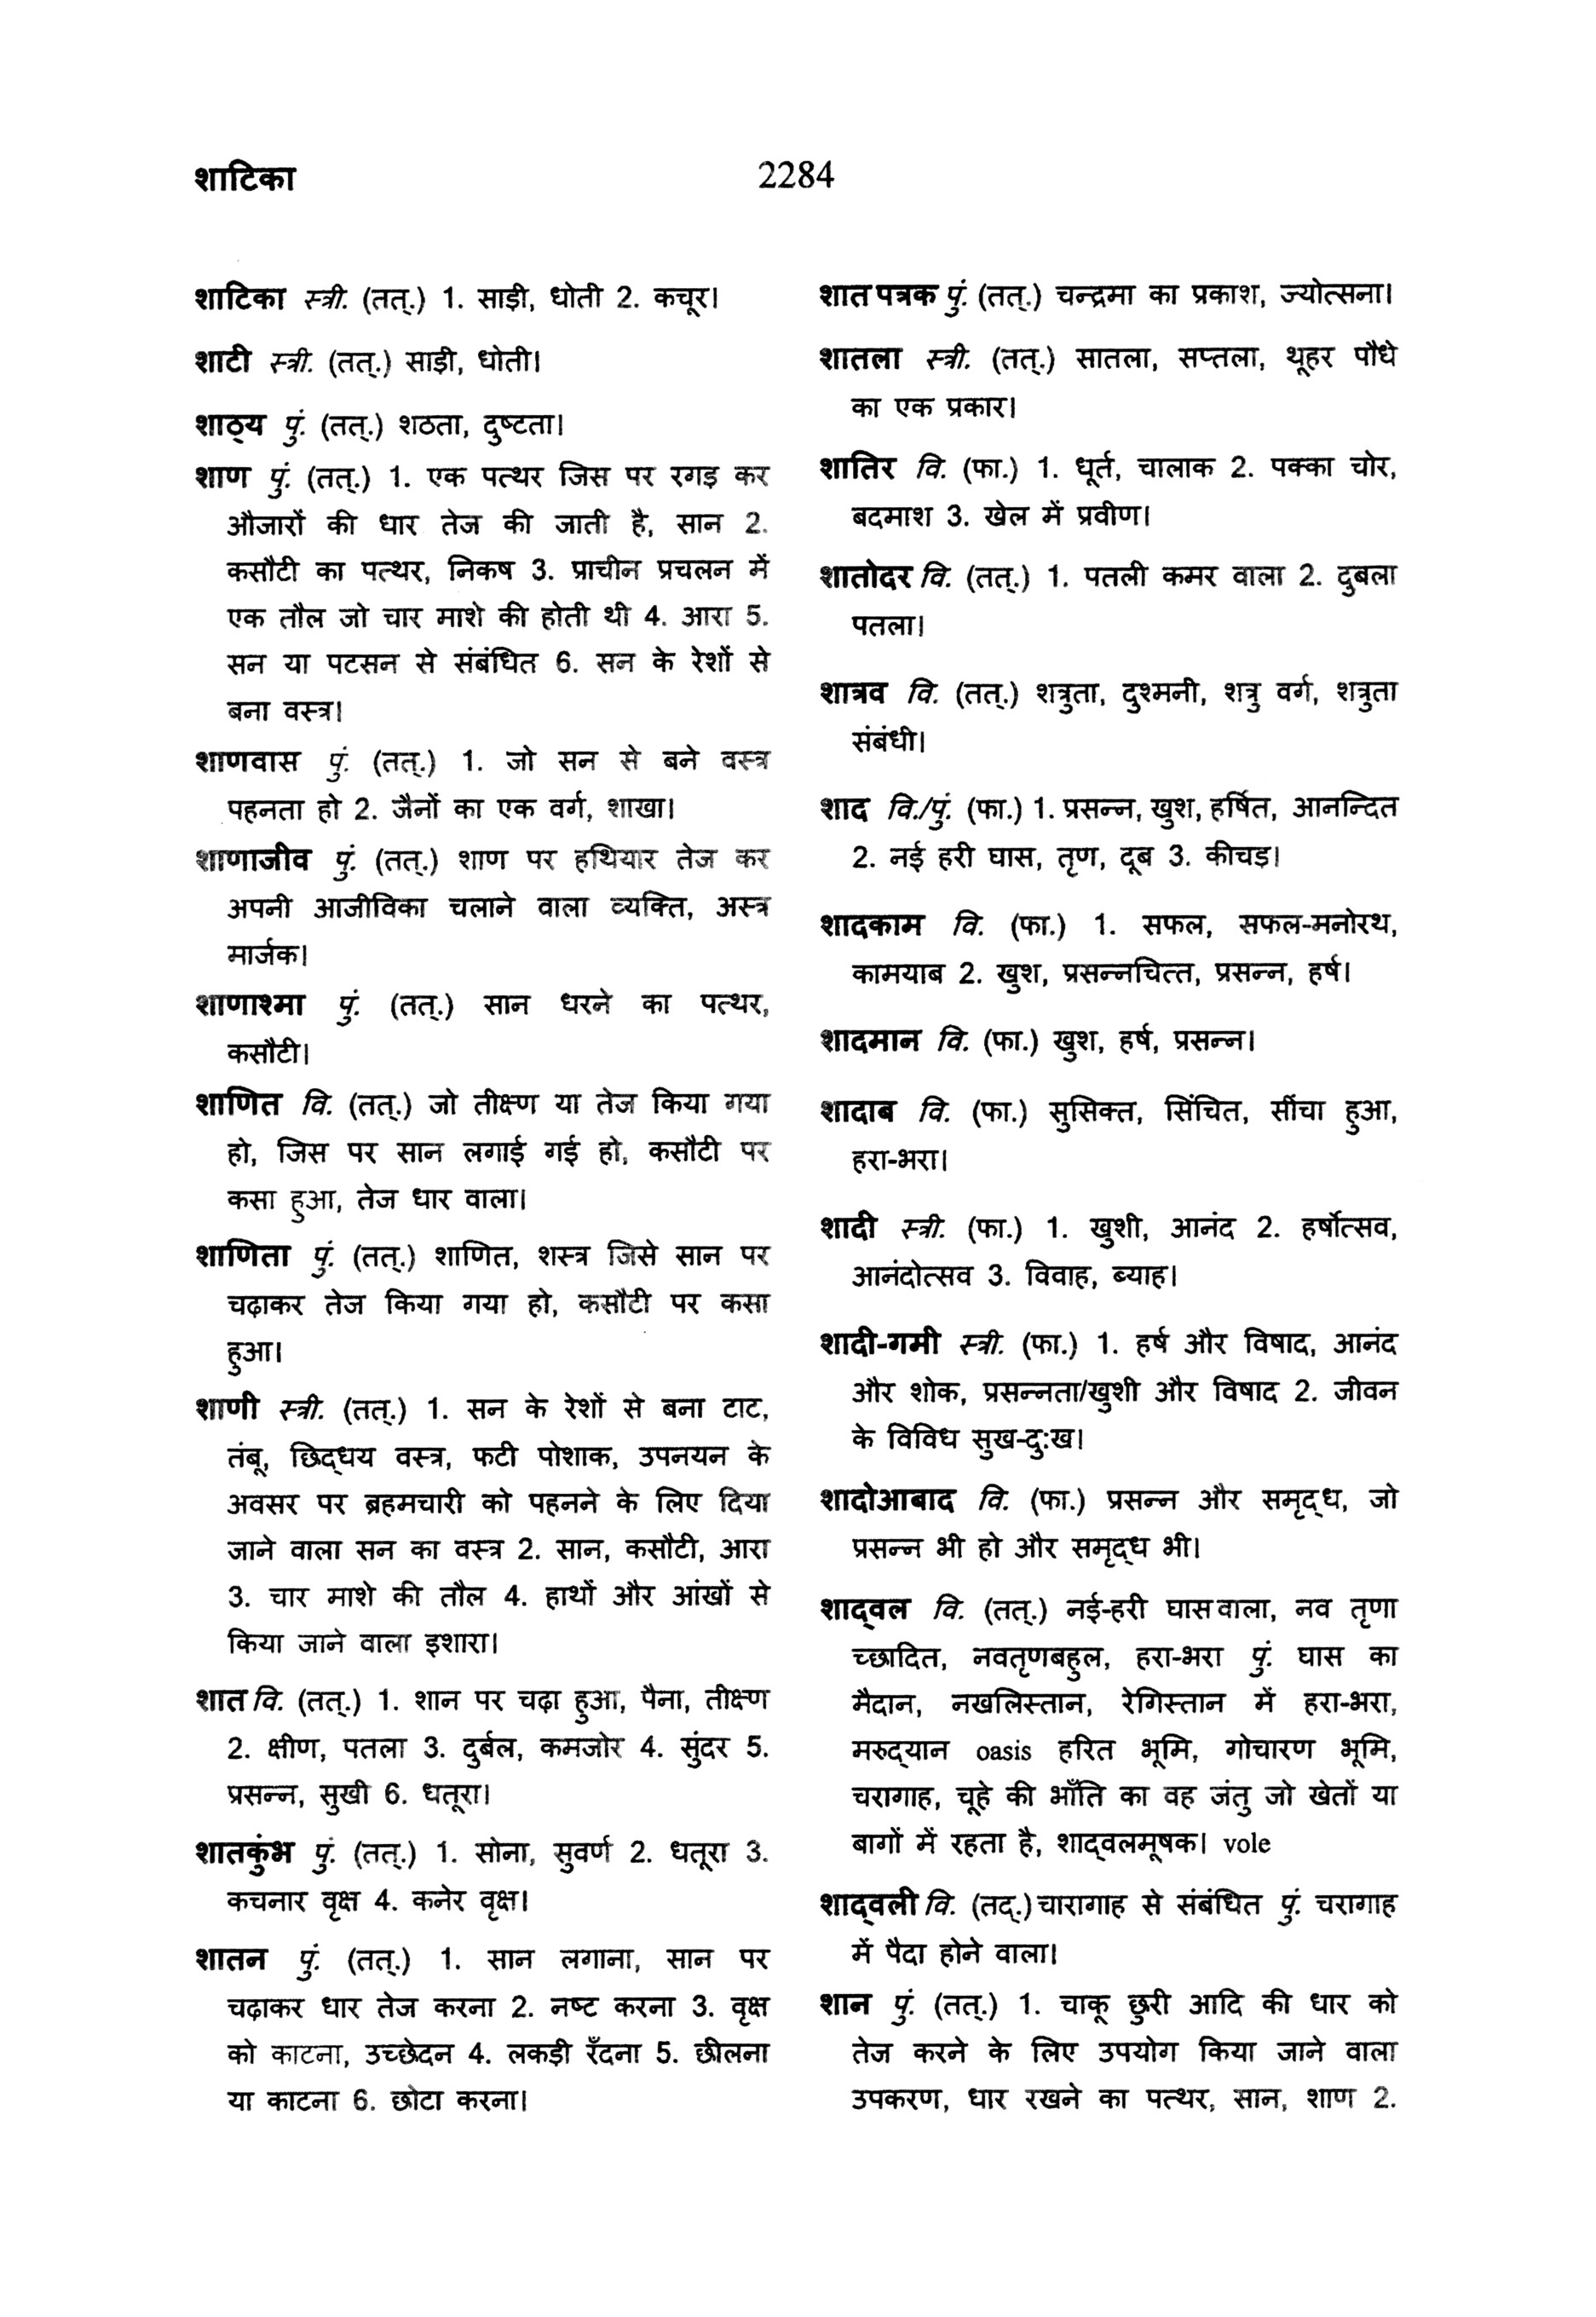 शाटिका
2284
शाटिका स्त्री. (तत्.) 1. साड़ी, धोती 2. कचूर।
शाटी स्त्री. (तत्.) साड़ी, धोती।
शाठ्य पुं. (तत्.) शठता, दुष्टता।
शाण पुं. (तत्.) 1. एक पत्थर जिस पर रगड़ कर
औजारों की धार तेज की जाती है, सान 2.
कसौटी का पत्थर, निकष 3. प्राचीन प्रचलन में
एक तौल जो चार माशे की होती थी 4. आरा 5.
सन या पटसन से संबंधित 6. सन के रेशों से
बना वस्त्र।
शाणवास पुं. (तत्.) 1. जो सन से बने वस्त्र
पहनता हो 2. जैनों का एक वर्ग, शाखा।
शाणाजीव पुं. (तत्.) शाण पर हथियार तेज कर
अपनी आजीविका चलाने वाला व्यक्ति, अस्त्र
मार्जक।
शाणाश्मा पुं. (तत्.) सान धरने का पत्थर,
कसौटी।
शाणित वि. (तत्.) जो तीक्ष्ण या तेज किया गया
हो, जिस पर सान लगाई गई हो, कसौटी पर
कसा हुआ, तेज धार वाला।
शाणिता पुं. (तत्.) शाणित, शस्त्र जिसे सान पर
चढ़ाकर तेज किया गया हो, कसौटी पर कसा
हुआ।
शाणी स्त्री. (तत्.) 1. सन के रेशों से बना टाट,
तंबू, छिद्धय वस्त्र, फटी पोशाक, उपनयन के
अवसर पर ब्रहमचारी को पहनने के लिए दिया
जाने वाला सन का वस्त्र 2. सान, कसौटी, आरा
3. चार माशे की तौल 4. हाथों और आंखों से
किया जाने वाला इशारा।
शात वि. (तत्.) 1. शान पर चढ़ा हुआ, पैना, तीक्ष्ण
2. क्षीण, पतला 3. दुर्बल, कमजोर 4. सुंदर 5.
प्रसन्न, सुखी 6. धतूरा।
शातकुंभ पुं. (तत्.) 1. सोना, सुवर्ण 2. धतूरा 3.
कचनार वृक्ष 4. कनेर वृक्ष।
शातन पुं. (तत्.) 1. सान लगाना, सान पर
चढ़ाकर धार तेज करना 2. नष्ट करना 3. वृक्ष
को काटना, उच्छेदन 4. लकड़ी रँदना 5. छीलना
या काटना 6. छोटा करना।
शात पत्रक पुं. (तत्.) चन्द्रमा का प्रकाश, ज्योत्सना।
शातला स्त्री. (तत्.) सातला, सप्तला, थूहर पौधे
का एक प्रकार।
शातिर वि. (फा.) 1. धूर्त, चालाक 2. पक्का चोर,
बदमाश 3. खेल में प्रवीण।
शातोदर वि. (तत्.) 1. पतली कमर वाला 2. दुबला
पतला।
शात्रव वि. (तत्.) शत्रुता, दुश्मनी, शत्रु वर्ग, शत्रुता
संबंधी।
शाद वि./पुं. (फा.) 1. प्रसन्न, खुश, हर्षित, आनन्दित
2. नई हरी घास, तृण, दूब 3. कीचड़।
शादकाम वि. (फा.) 1. सफल, सफल-मनोरथ,
कामयाब 2. खुश, प्रसन्नचित्त, प्रसन्न, हर्ष।
शादमान वि. (फा.) खुश, हर्ष, प्रसन्न।
शादाब वि. (फा.) सुसिक्त, सिंचित, सींचा हुआ,
हरा-भरा।
शादी स्त्री. (फा.) 1. खुशी, आनंद 2. हर्षोत्सव,
आनंदोत्सव 3. विवाह, ब्याह।
शादी-गमी स्त्री. (फा.) 1. हर्ष और विषाद, आनंद
और शोक, प्रसन्नता/खुशी और विषाद 2. जीवन
के विविध सुख-दुःख।
शादोआबाद वि. (फा.) प्रसन्न और समृद्ध, जो
प्रसन्न भी हो और समृद्ध भी।
शाद्वल वि. (तत्.) नई-हरी घास वाला, नव तृणा
च्छादित, नवतृणबहुल, हरा-भरा पुं. घास का
मैदान, नखलिस्तान, रेगिस्तान में हरा-भरा,
मरुद्यान oasis हरित भूमि, गोचारण भूमि,
चरागाह, चूहे की भाँति का वह जंतु जो खेतों या
बागों में रहता है, शाद्वलमूषक। vole
शाद्वली वि. (तद्.) चारागाह से संबंधित पुं. चरागाह
में पैदा होने वाला।
शान पुं. (तत्.) 1. चाकू छुरी आदि की धार को
तेज करने के लिए उपयोग किया जाने वाला
उपकरण, धार रखने का पत्थर, सान, शाण 2.